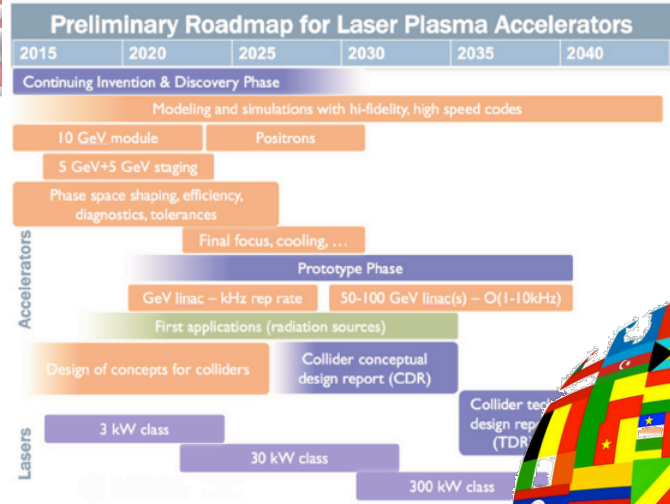 Preliminary Roadmap for Laser Plasma Accelerators
2015 2020 2025 2030 2035 2040
Continuing Invention & Discovery Phase
Modeling and simulations with hi-fidelity, high speed codes
10 GeV module Positrons
5 GeV+5 GeV staging
Phase space shaping, efficiency,
diagnostics, tolerances
Final focus, cooling, ...
Accelerators
Prototype Phase
GeV linac – kHz rep rate 50-100 GeV linac(s) – O(1-10kHz)
First applications (radiation sources)
Design of concepts for colliders
Collider conceptual
design report (CDR)
Collider
design
(TDR
Lasers
3 kW class
30 kW class
300 kW class